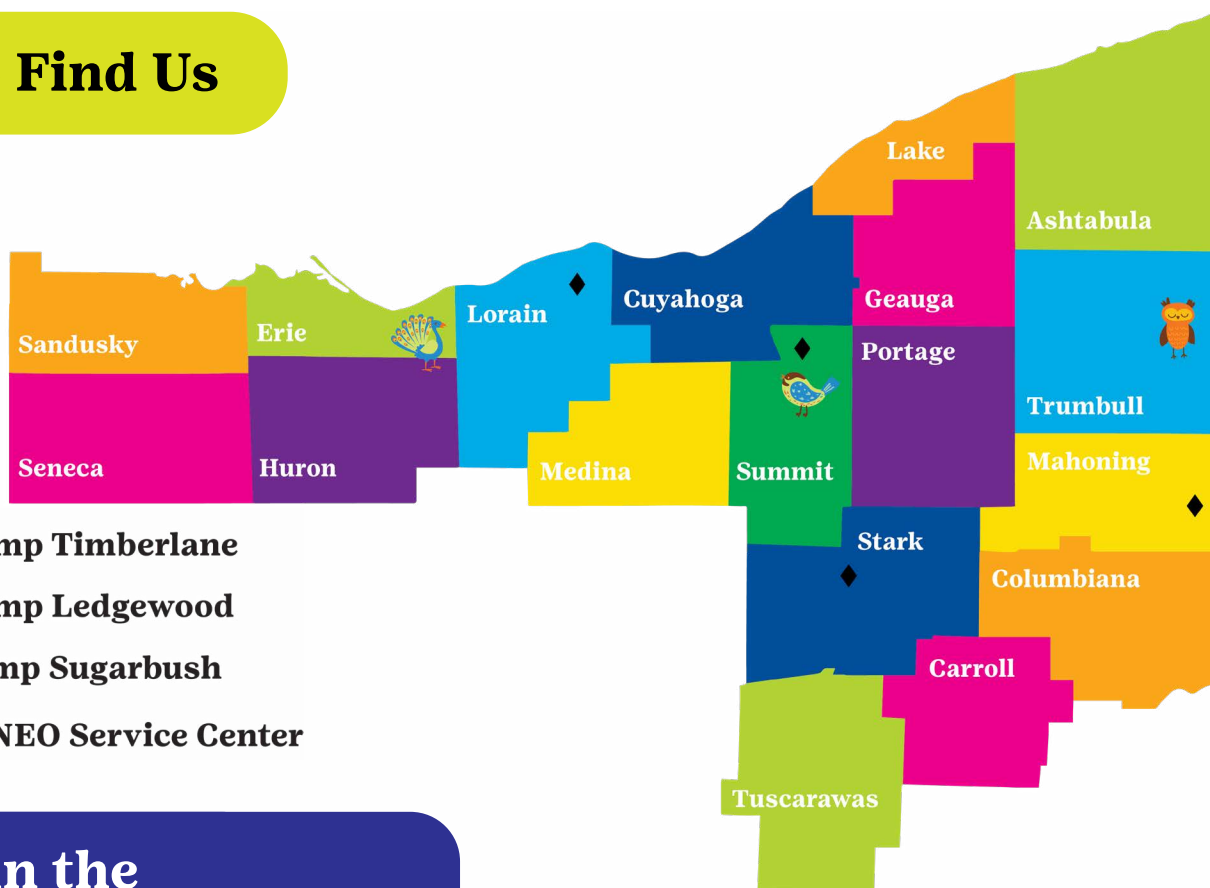 Find Us
Lake
Ashtabula
Cuyahoga
Geauga
Lorain
Erie
Sandusky
Portage
Trumbull
Mahoning
Seneca
Huron
Medina
Summit
Stark
Columbiana
Carroll
Tuscarawas
mp Timberlane
mp Ledgewood
mp Sugarbush
NEO Service Center
n the